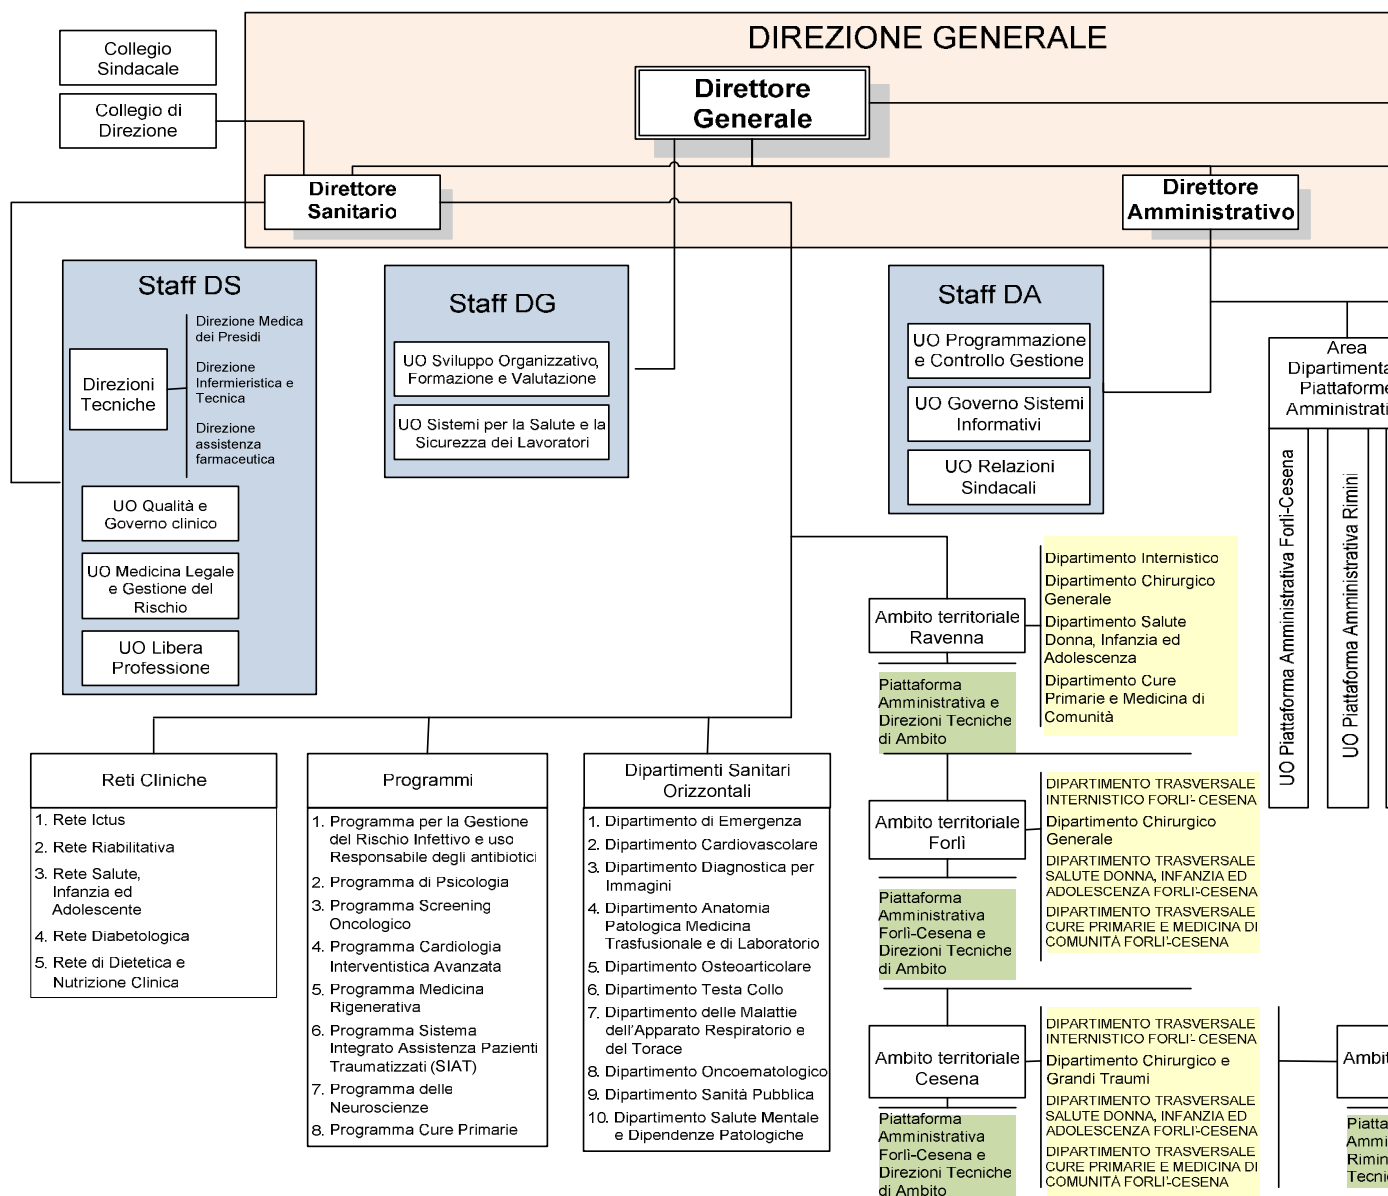 DIREZIONE GENERALE
Collegio
Sindacale
Collegio di
Direzione
Direttore
Generale
Direttore
Sanitario
Direttore
Amministrativo
Staff DS
Direzioni
Tecniche
Direzione Medica
dei Presidi
Direzione
Infermieristica e
Tecnica
Direzione
assistenza
farmaceutica
UO Qualità e
Governo clinico
UO Medicina Legale
e Gestione del
Rischio
UO Libera
Professione
Staff DG
UO Sviluppo Organizzativo,
Formazione e Valutazione
UO Sistemi per la Salute e la
Sicurezza dei Lavoratori
Staff DA
UO Programmazione
e Controllo Gestione
UO Governo Sistemi
Informativi
UO Relazioni
Sindacali
Area
Dipartimenta
Piattaforme
Amministrati
UO Piattaforma Amministrativa Forlì-Cesena
UO Piattaforma Amministrativa Rimini
Ambito territoriale
Ravenna
Dipartimento Internistico
Dipartimento Chirurgico
Generale
Dipartimento Salute
Donna, Infanzia ed
Adolescenza
Dipartimento Cure
Primarie e Medicina di
Comunità
Piattaforma
Amministrativa e
Direzioni Tecniche
di Ambito
Reti Cliniche
1. Rete Ictus
2. Rete Riabilitativa
3. Rete Salute,
Infanzia ed
Adolescente
4. Rete Diabetologica
5. Rete di Dietetica e
Nutrizione Clinica
Programmi
1. Programma per la Gestione
del Rischio Infettivo e uso
Responsabile degli antibiotici
2. Programma di Psicologia
3. Programma Screening
Oncologico
4. Programma Cardiologia
Interventistica Avanzata
5. Programma Medicina
Rigenerativa
6. Programma Sistema
Integrato Assistenza Pazienti
Traumatizzati (SIAT)
7. Programma delle
Neuroscienze
8. Programma Cure Primarie
Dipartimenti Sanitari
Orizzontali
1. Dipartimento di Emergenza
2. Dipartimento Cardiovascolare
3. Dipartimento Diagnostica per
Immagini
4. Dipartimento Anatomia
Patologica Medicina
Trasfusionale e di Laboratorio
5. Dipartimento Osteoarticolare
6. Dipartimento Testa Collo
7. Dipartimento delle Malattie
dell'Apparato Respiratorio e
del Torace
8. Dipartimento Oncoematologico
9. Dipartimento Sanità Pubblica
10. Dipartimento Salute Mentale
e Dipendenze Patologiche
Ambito territoriale
Forlì
DIPARTIMENTO TRASVERSALE
INTERNISTICO FORLI'- CESENA
Dipartimento Chirurgico
Generale
DIPARTIMENTO TRASVERSALE
SALUTE DONNA, INFANZIA ED
ADOLESCENZA FORLI'-CESENA
DIPARTIMENTO TRASVERSALE
CURE PRIMARIE E MEDICINA DI
COMUNITÀ FORLI'-CESENA
Piattaforma
Amministrativa
Forlì-Cesena e
Direzioni Tecniche
di Ambito
Ambito territoriale
Cesena
DIPARTIMENTO TRASVERSALE
INTERNISTICO FORLI'- CESENA
Dipartimento Chirurgico e
Grandi Traumi
DIPARTIMENTO TRASVERSALE
SALUTE DONNA, INFANZIA ED
ADOLESCENZA FORLI'-CESENA
DIPARTIMENTO TRASVERSALE
CURE PRIMARIE E MEDICINA DI
COMUNITÀ FORLI'-CESENA
Piattaforma
Amministrativa
Forlì-Cesena e
Direzioni Tecniche
di Ambito
Ambit
Piatta
Ammi
Rimin
Tecni